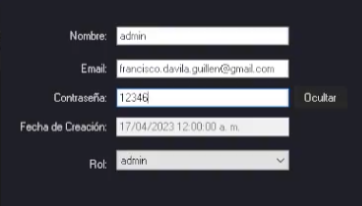 Nombre: admin
Email: francisco.davila.guillen@gmail.com
Contraseña: 12346 Ocultar
Fecha de Creación: 17/04/2023 12:00:00 a. m.
Rol: admin